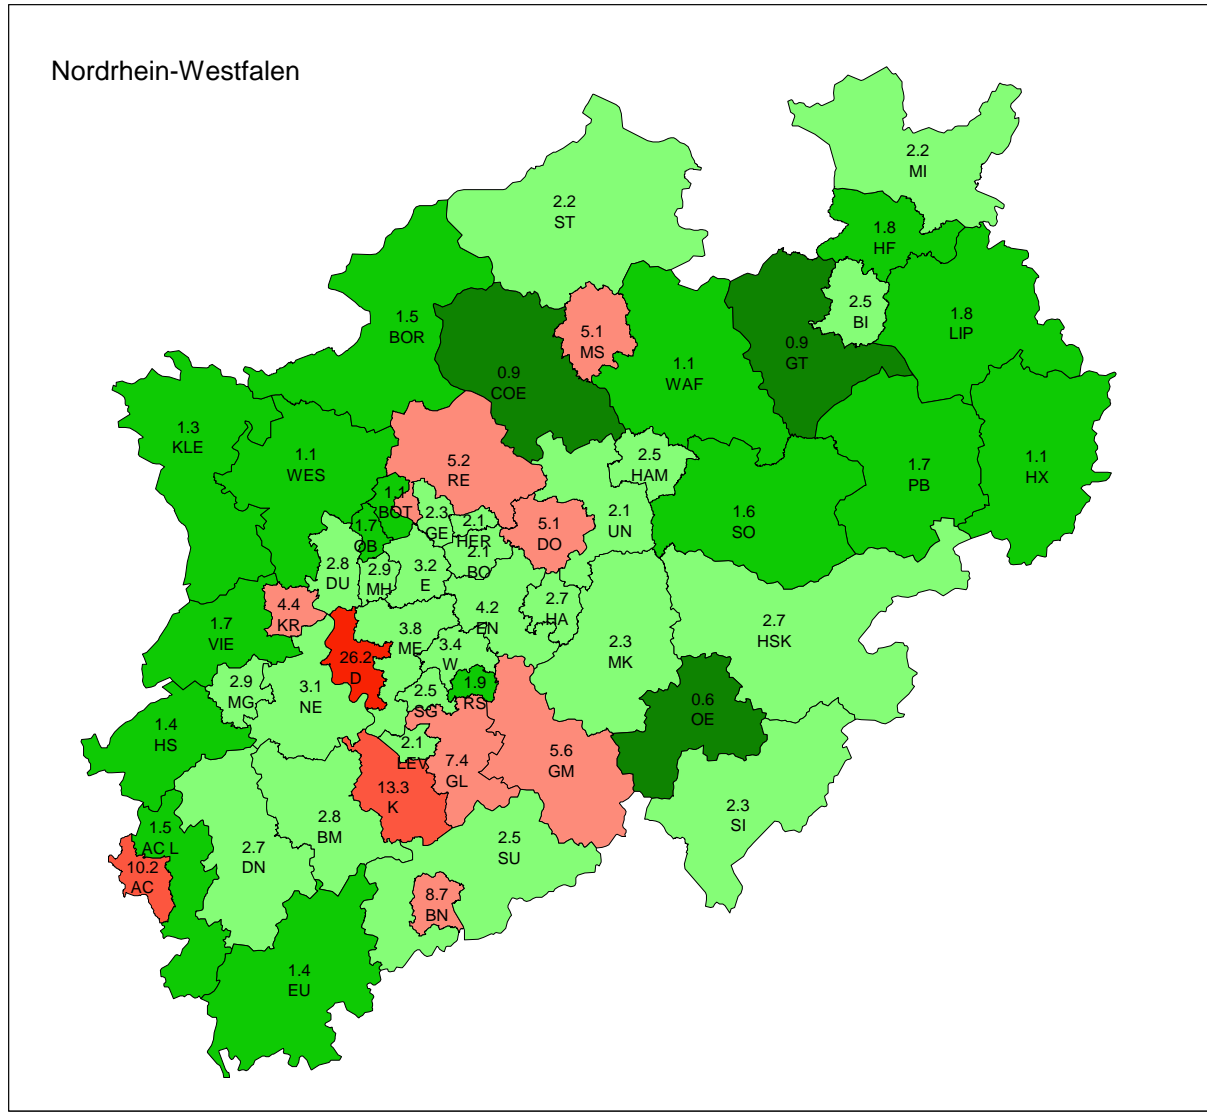 Nordrhein-Westfalen
2.2
MI
2.2
ST
1.8
HF
2.5
BI
1.8
LIP
1.5
BOR
5.1
MS
0.9
GT
1.1
WAF
0.9
COE
1.3
KLE
1.1
WES
5.2
RE
2.5
HAM
1.7
PB
1.1
HX
1.1
BOT
2.3
GE
2.1
HER
5.1
DO
2.1
UN
1.6
SO
1.7
OB
2.1
BO
2.8
DU
2.9
MH
3.2
E
4.4
KR
4.2
EN
2.7
HA
1.7
VIE
3.8
ME
3.4
W
2.3
MK
2.7
HSK
26.2
D
2.9
MG
3.1
NE
2.5
SG
1.9
RS
0.6
OE
1.4
HS
2.1
LEV
7.4
GL
5.6
GM
13.3
K
2.3
SI
1.5
AC L
2.8
BM
2.5
SU
2.7
DN
10.2
AC
8.7
BN
1.4
EU